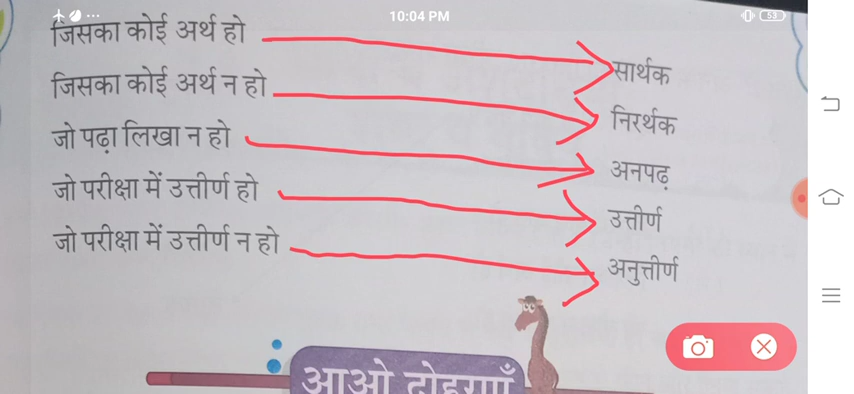 10:04 PM
53
जिसका कोई अर्थ हो
सार्थक
जिसका कोई अर्थ न हो
निरर्थक
जो पढ़ा लिखा न हो
अनपढ़
जो परीक्षा में उत्तीर्ण हो
उत्तीर्ण
जो परीक्षा में उत्तीर्ण न हो
अनुत्तीर्ण
आओ दोहराएँ